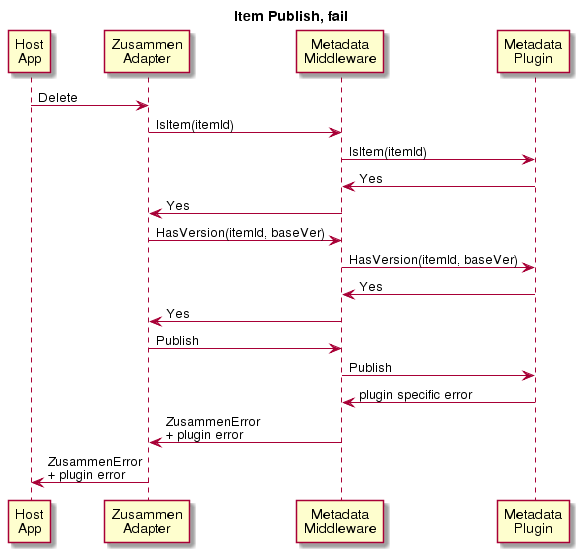 Item Publish, fail
Host
App
Zusammen
Adapter
Metadata
Middleware
Metadata
Plugin
Delete
IsItem(itemId)
IsItem(itemId)
Yes
Yes
HasVersion(itemId, baseVer)
HasVersion(itemId, baseVer)
Yes
Yes
Publish
Publish
plugin specific error
ZusammenError
+ plugin error
ZusammenError
+ plugin error
Host
App
Zusammen
Adapter
Metadata
Middleware
Metadata
Plugin